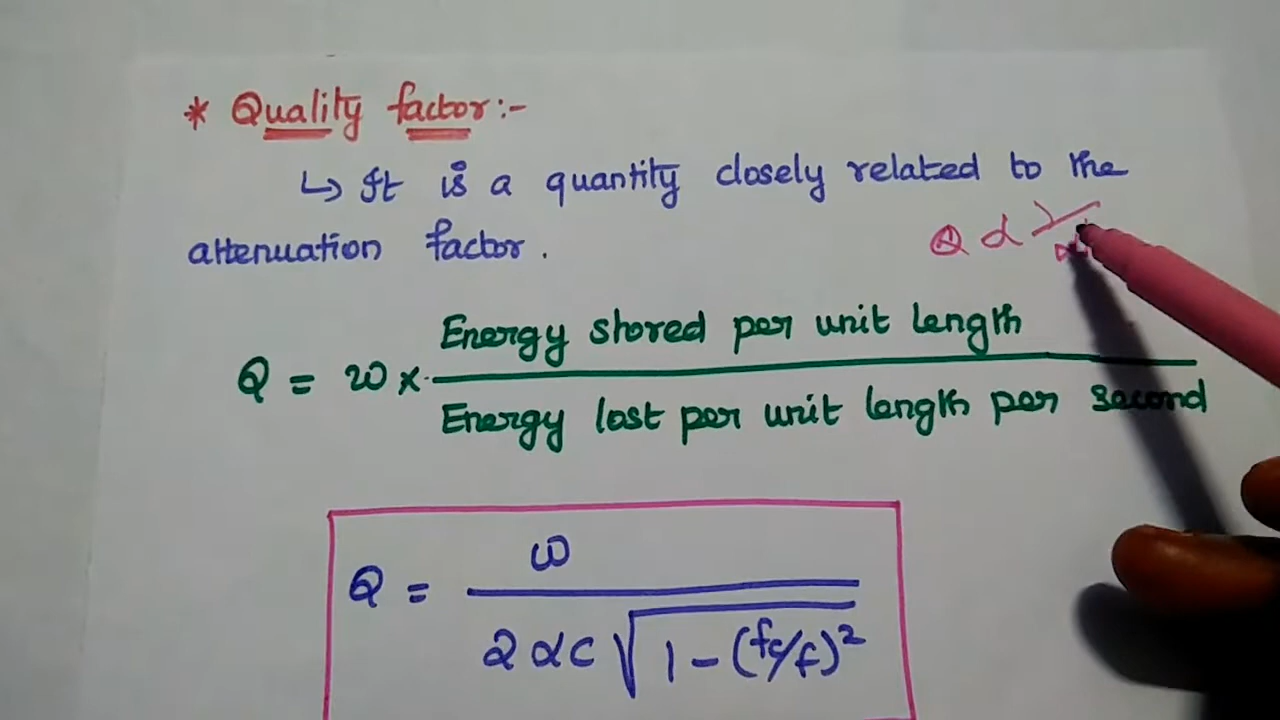 * Quality factor:-
↳ It is a quantity closely related to the
attenuation factor.
Q ∝
Q = ω × Energy stored per unit length
Energy lost per unit length per second
Q = ω
2 α c √ 1 - (fc/f)²